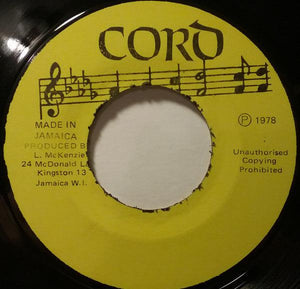 CORD
MADE IN
JAMAICA
PRODUCED B
L. McKenzie
24 McDonald L
Kingston 13
Jamaica W.I.
℗ 1978
Unauthorised
Copying
Prohibited